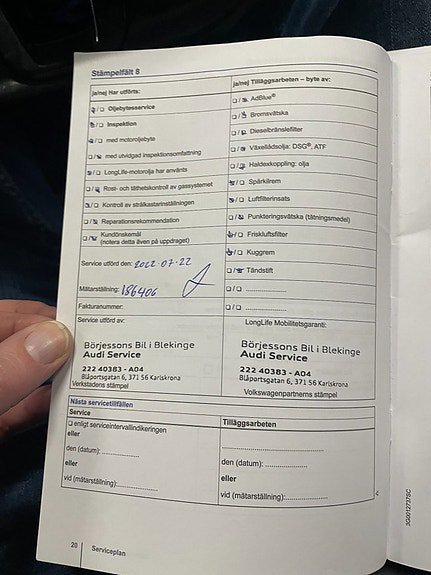 Stämpelfält 8
ja/nej Har utförts:
☐/☐ Oljebytesservice
☐/☐ Inspektion
☐/☐ med motoroljebyte
☐/☐ med utvidgad inspektionsomfattning
☐/☐ LongLife-motorolja har använts
☐/☐ Rost- och täthetskontroll av gassystemet
☐/☐ Kontroll av strålkastarinställningen
☐/☐ Reparationsrekommendation
☐/☐ Kundönskemål
(notera detta även på uppdraget)
Service utförd den: 2022.07.22
Mätarställning: 186406
Fakturanummer:
Service utförd av:
Börjessons Bil i Blekinge
Audi Service
222 40383 - A04
Blåportsgatan 6, 371 56 Karlskrona
Verkstadens stämpel
ja/nej Tilläggsarbeten – byte av:
☐/☐ AdBlue®
☐/☐ Bromsvätska
☐/☐ Dieselbränslefilter
☐/☐ Växellådsolja: DSG®, ATF
☐/☐ Haldexkoppling: olja
☐/☐ Spärkilrem
☐/☐ Luftfilterinsats
☐/☐ Punkteringsvätska (tätningsmedel)
☐/☐ Friskluftsfilter
☐/☐ Kuggrem
☐/☐ Tändstift
☐/☐ ....................
☐/☐ ....................
LongLife Mobilitetsgaranti:
Börjessons Bil i Blekinge
Audi Service
222 40383 - A04
Blåportsgatan 6, 371 56 Karlskrona
Volkswagenpartnerns stämpel
Nästa servicetillfällen
Service
☐ enligt serviceintervallindikeringen
eller
den (datum): ....................
eller
vid (mätarställning):....................
Tilläggsarbeten
....................
den (datum): ....................
eller
vid (mätarställning):....................
20 Serviceplan
3G0012737SC